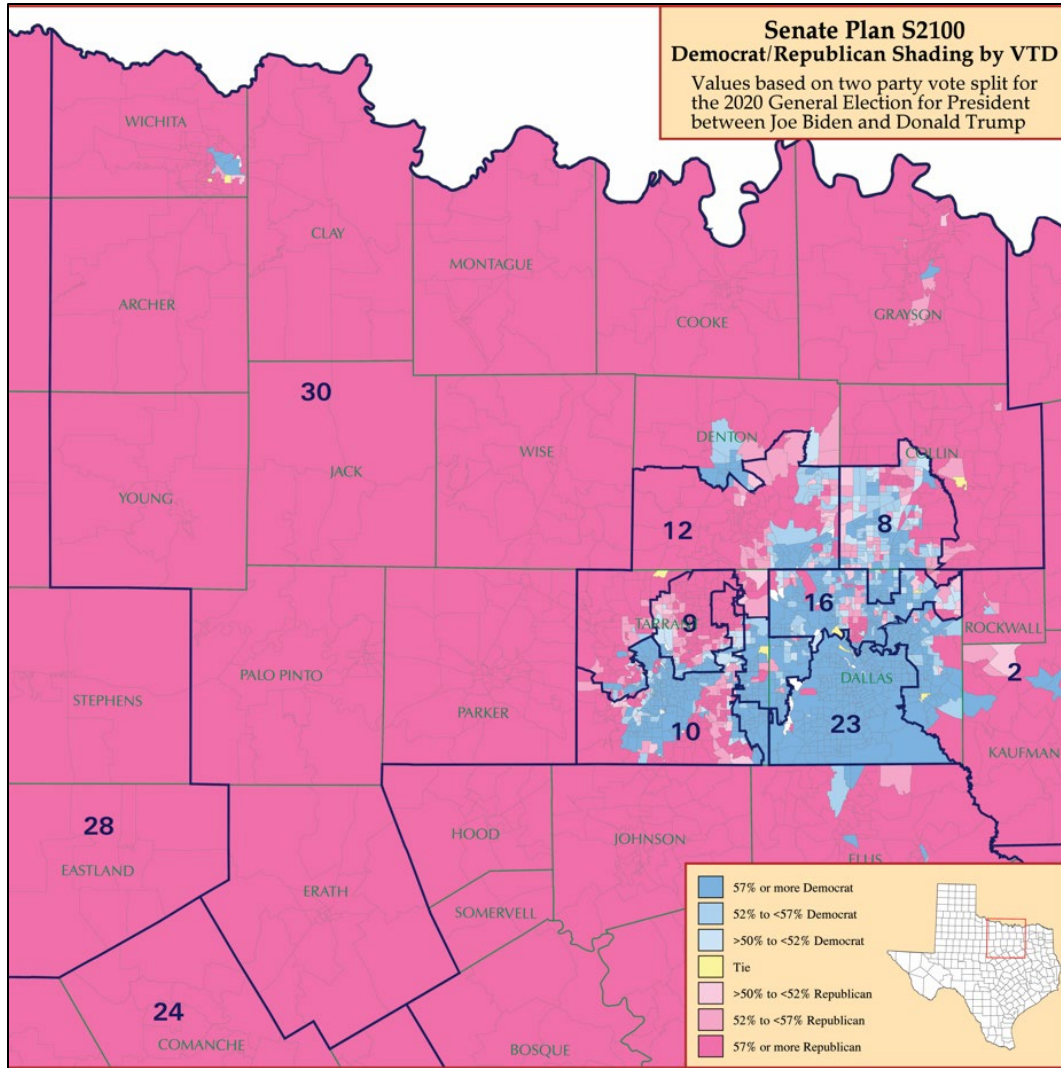 Senate Plan S2100
Democrat/Republican Shading by VTD
Values based on two party vote split for
the 2020 General Election for President
between Joe Biden and Donald Trump
WICHITA
CLAY
MONTAGUE
ARCHER
COOKE
GRAYSON
30
DENTON
COLLIN
WISE
JACK
YOUNG
12
8
16
9
TARRANT
ROCKWALL
2
DALLAS
PALO PINTO
STEPHENS
PARKER
10
23
KAUFMAN
28
HOOD
JOHNSON
ELLIS
EASTLAND
ERATH
SOMERVELL
24
COMANCHE
BOSQUE
57% or more Democrat
52% to <57% Democrat
>50% to <52% Democrat
Tie
>50% to <52% Republican
52% to <57% Republican
57% or more Republican